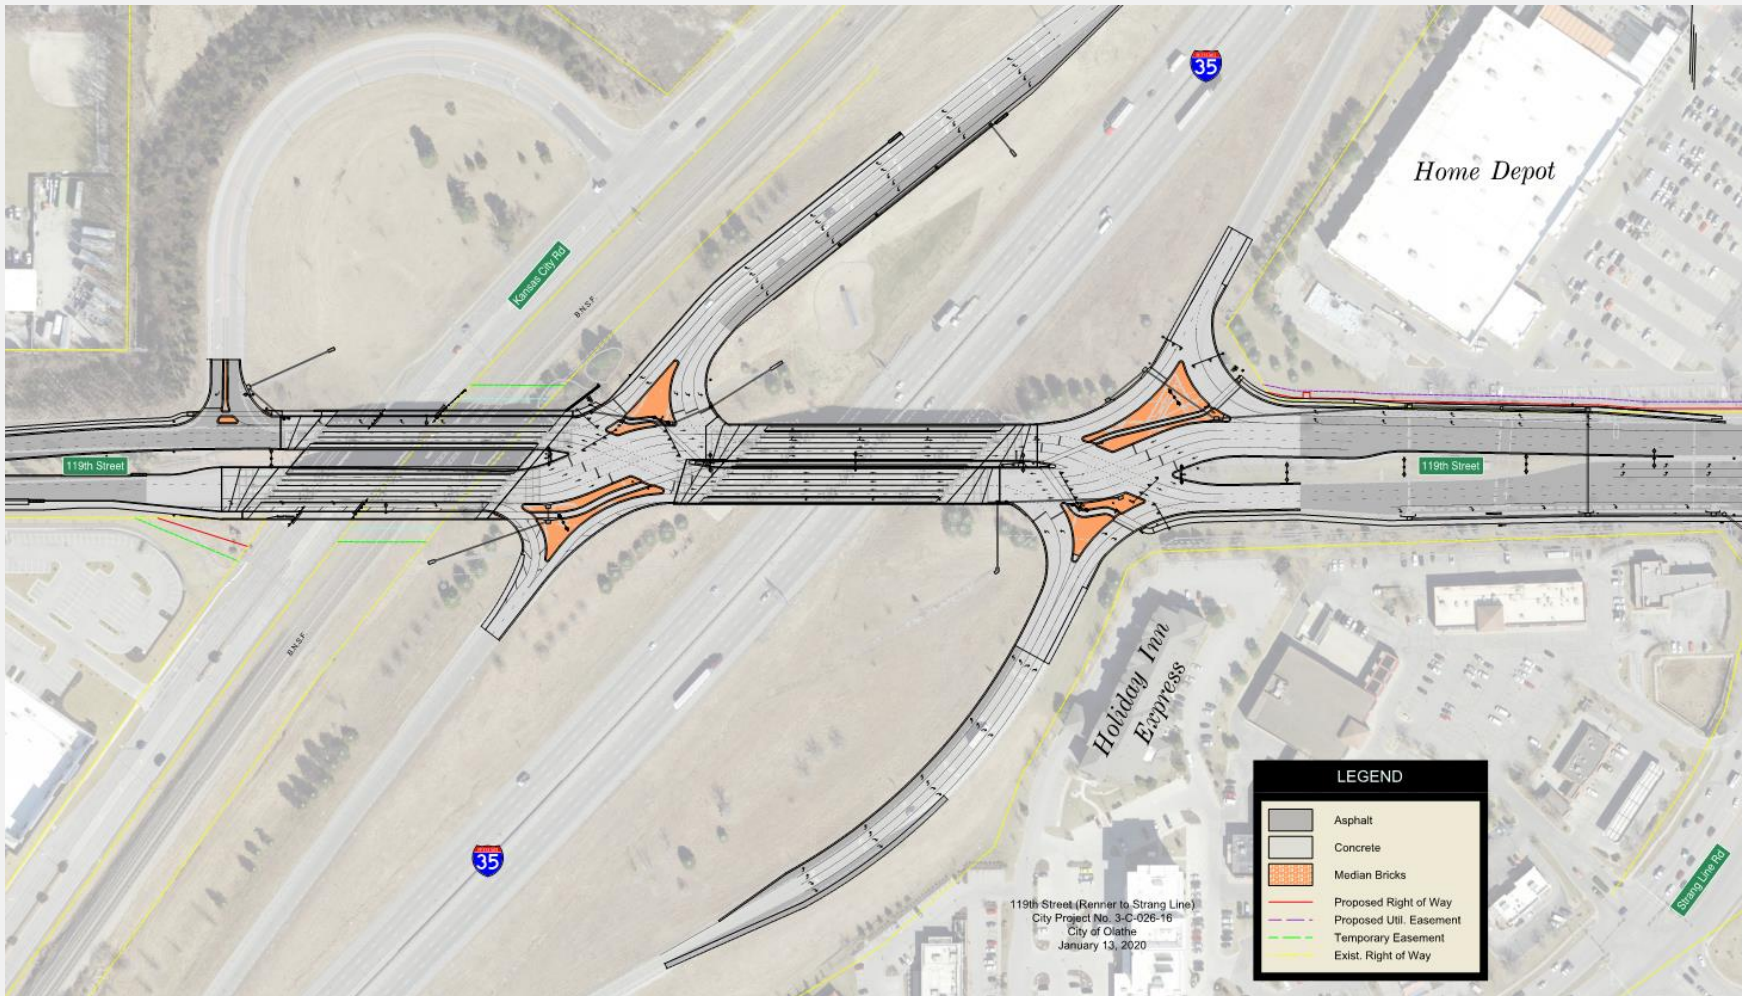 35
Home Depot
Kansas City Rd
B.N.S.F.
119th Street
119th Street
B.N.S.F.
Holiday Inn
Express
35
LEGEND
Asphalt
Concrete
Median Bricks
Proposed Right of Way
Proposed Util. Easement
Temporary Easement
Exist. Right of Way
119th Street (Renner to Strang Line)
City Project No. 3-C-026-16
City of Olathe
January 13, 2020
Strang Line Rd